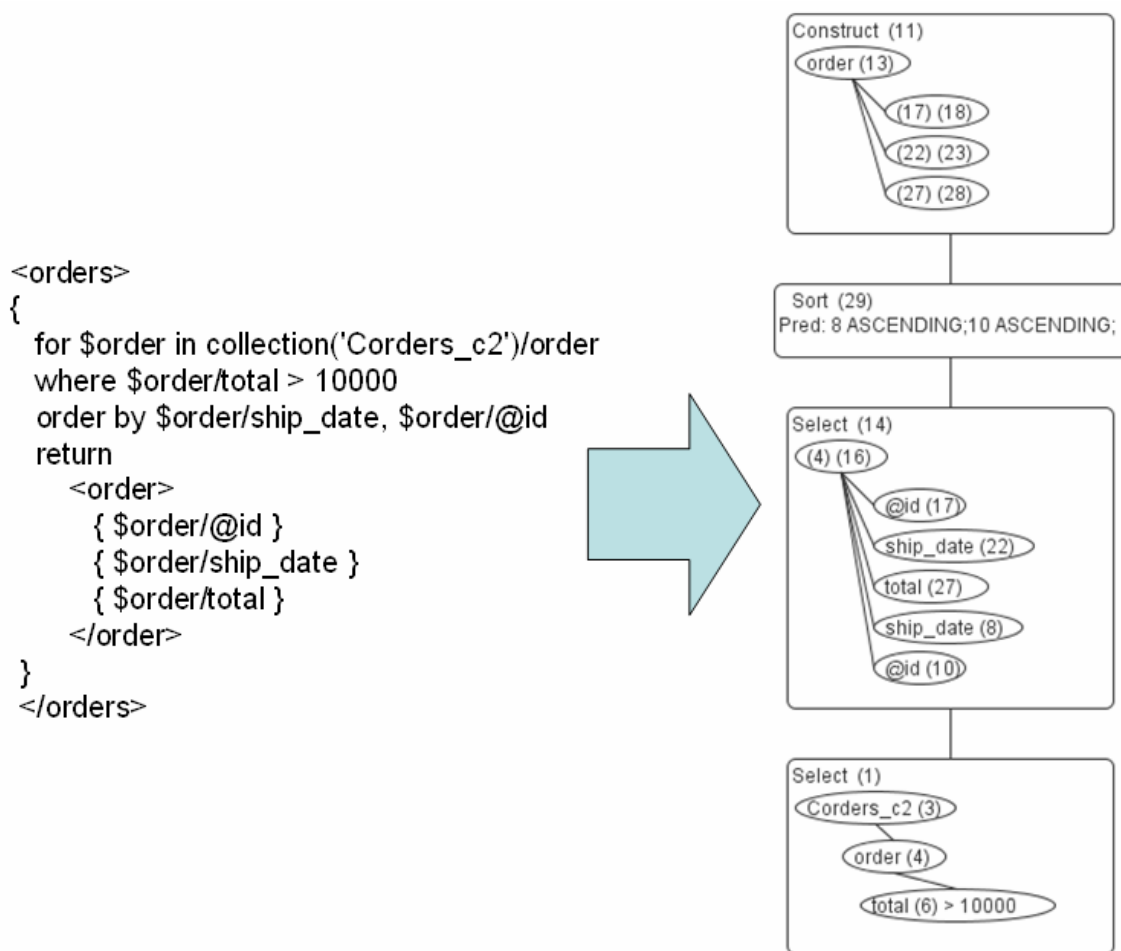 <orders>
{
for $order in collection('Corders_c2')/order
where $order/total > 10000
order by $order/ship_date, $order/@id
return
<order>
{ $order/@id }
{ $order/ship_date }
{ $order/total }
</order>
}
</orders>
Construct (11)
order (13)
(17) (18)
(22) (23)
(27) (28)
Sort (29)
Pred: 8 ASCENDING;10 ASCENDING;
Select (14)
(4) (16)
@id (17)
ship_date (22)
total (27)
ship_date (8)
@id (10)
Select (1)
Corders_c2 (3)
order (4)
total (6) > 10000